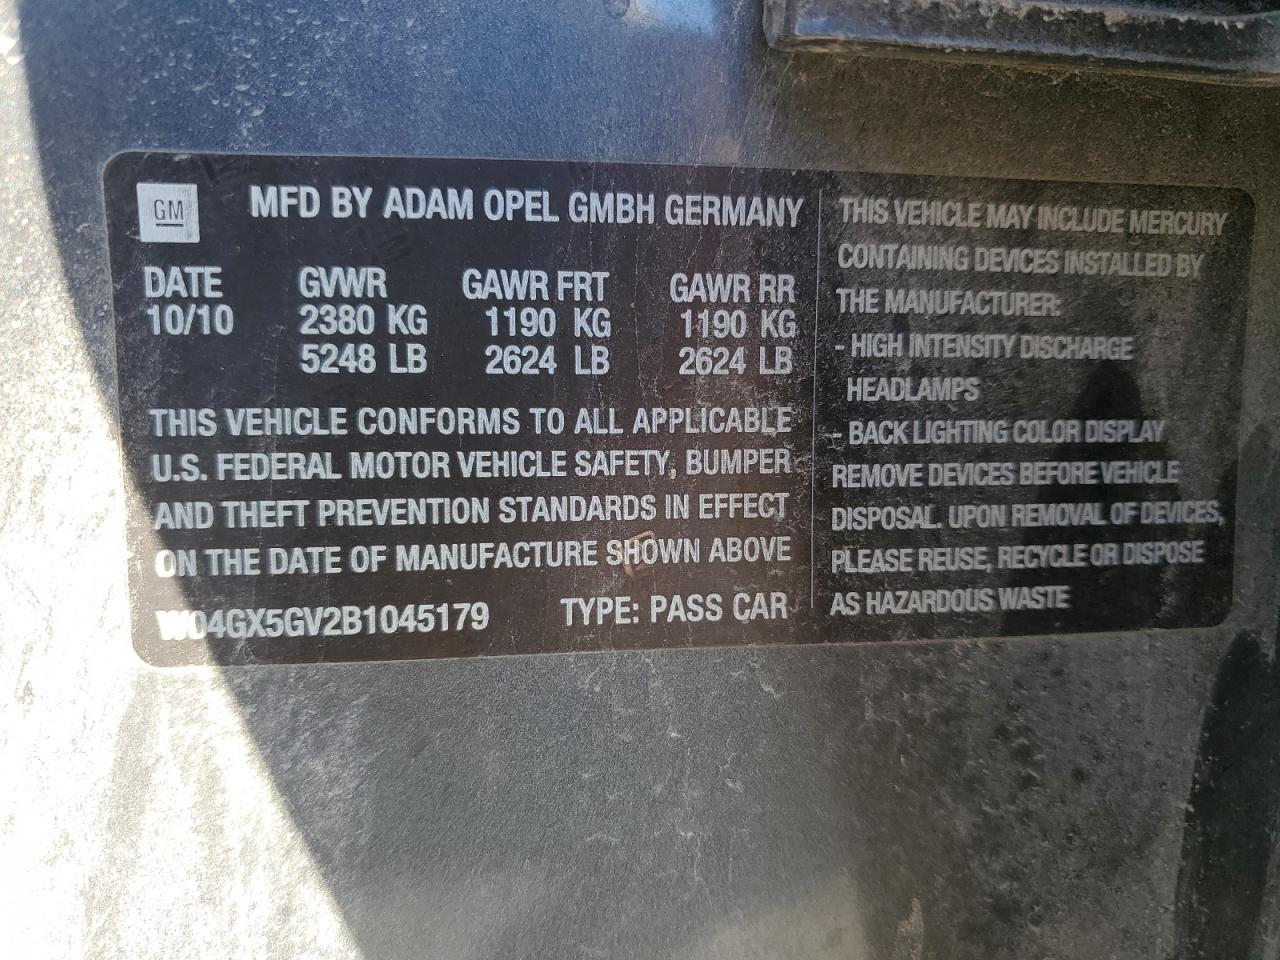 GM
MFD BY ADAM OPEL GMBH GERMANY
DATE GVWR GAWR FRT GAWR RR
10/10 2380 KG 1190 KG 1190 KG
5248 LB 2624 LB 2624 LB
THIS VEHICLE CONFORMS TO ALL APPLICABLE
U.S. FEDERAL MOTOR VEHICLE SAFETY, BUMPER
AND THEFT PREVENTION STANDARDS IN EFFECT
ON THE DATE OF MANUFACTURE SHOWN ABOVE
W04GX5GV2B1045179 TYPE: PASS CAR
THIS VEHICLE MAY INCLUDE MERCURY
CONTAINING DEVICES INSTALLED BY
THE MANUFACTURER:
- HIGH INTENSITY DISCHARGE
HEADLAMPS
- BACK LIGHTING COLOR DISPLAY
REMOVE DEVICES BEFORE VEHICLE
DISPOSAL. UPON REMOVAL OF DEVICES,
PLEASE REUSE, RECYCLE OR DISPOSE
AS HAZARDOUS WASTE